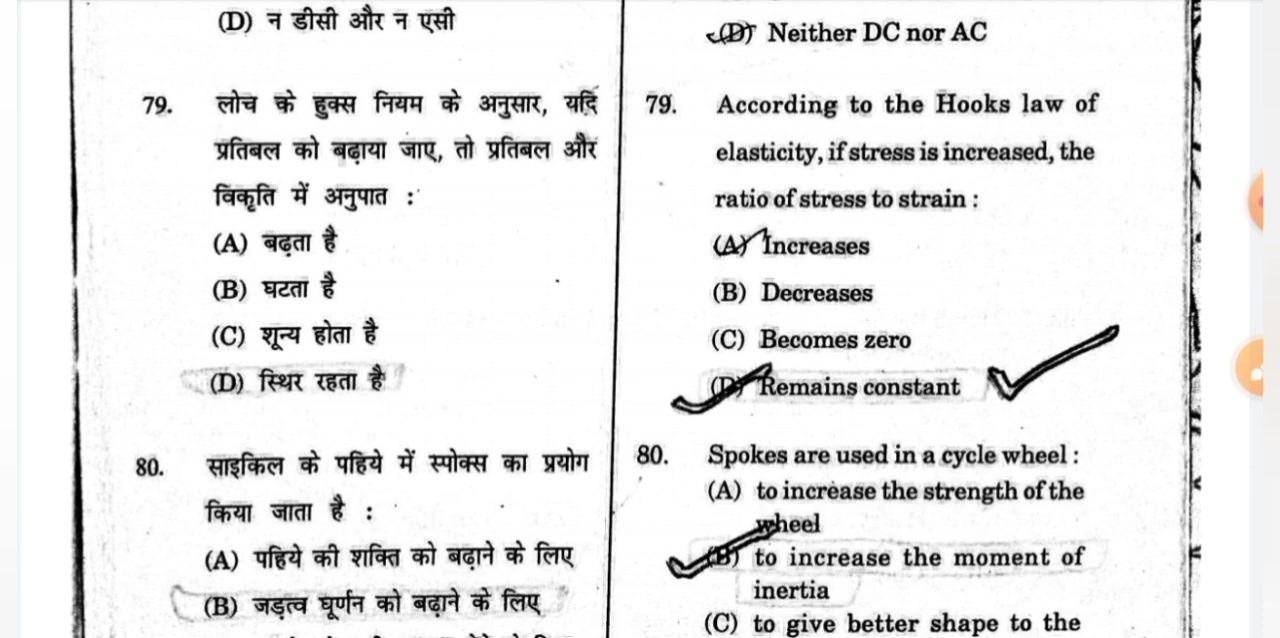 (D) न डीसी और न एसी
79. लोच के हुक्स नियम के अनुसार, यदि
प्रतिबल को बढ़ाया जाए, तो प्रतिबल और
विकृति में अनुपात :
(A) बढ़ता है
(B) घटता है
(C) शून्य होता है
(D) स्थिर रहता है
80. साइकिल के पहिये में स्पोक्स का प्रयोग
किया जाता है :
(A) पहिये की शक्ति को बढ़ाने के लिए
(B) जड़त्व घूर्णन को बढ़ाने के लिए
(D) Neither DC nor AC
79. According to the Hooks law of
elasticity, if stress is increased, the
ratio of stress to strain :
(A) Increases
(B) Decreases
(C) Becomes zero
(D) Remains constant
80. Spokes are used in a cycle wheel :
(A) to increase the strength of the
wheel
(B) to increase the moment of
inertia
(C) to give better shape to the